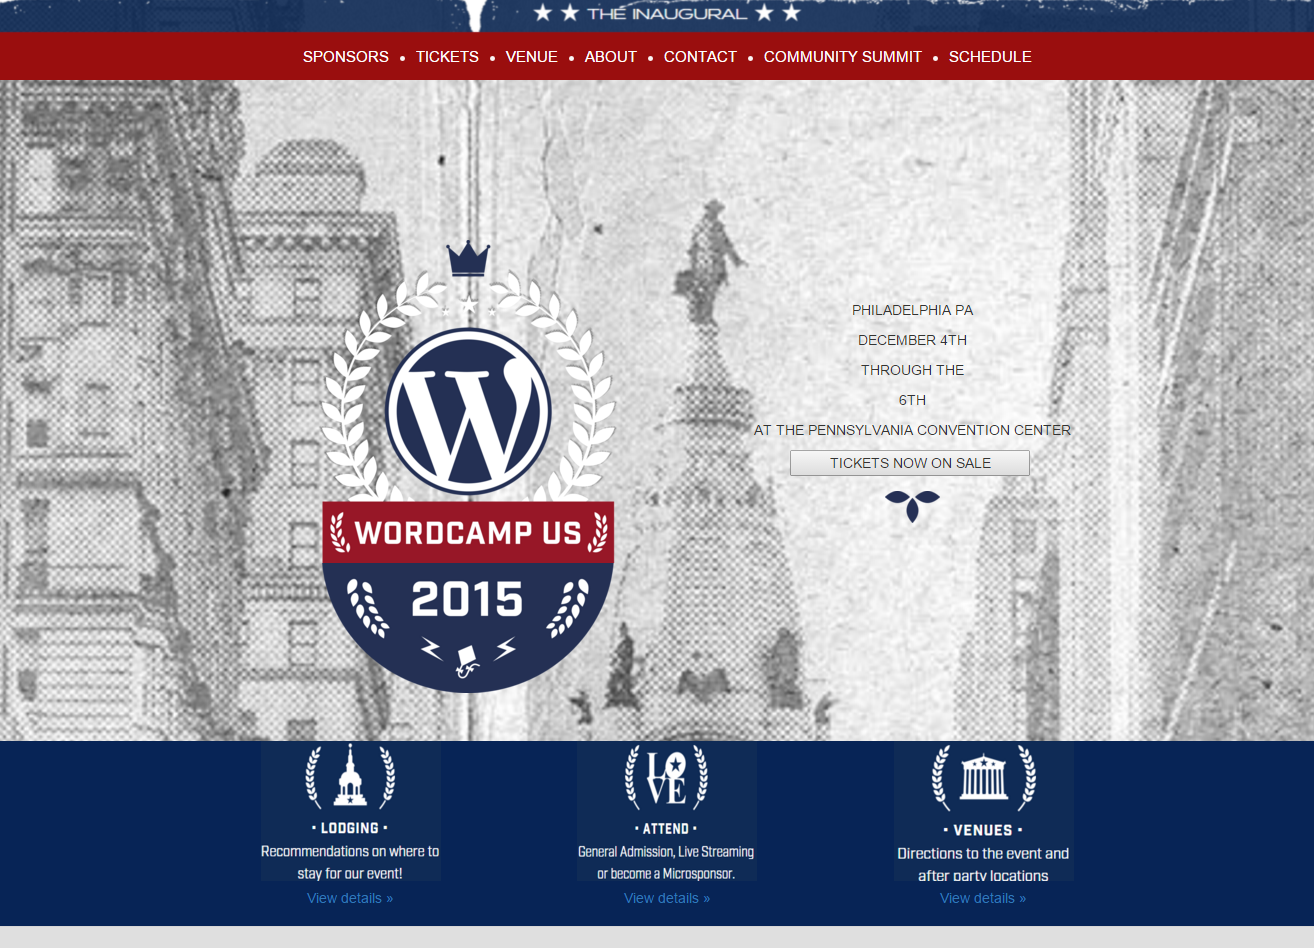 ★ ★ THE INAUGURAL ★ ★
SPONSORS • TICKETS • VENUE • ABOUT • CONTACT • COMMUNITY SUMMIT • SCHEDULE
PHILADELPHIA PA
DECEMBER 4TH
THROUGH THE
6TH
AT THE PENNSYLVANIA CONVENTION CENTER
TICKETS NOW ON SALE
W
WORDCAMP US
2015
LOVE
· LODGING ·
Recommendations on where to
stay for our event!
View details »
· ATTEND ·
General Admission, Live Streaming
or become a Microsponsor.
View details »
· VENUES ·
Directions to the event and
after party locations
View details »